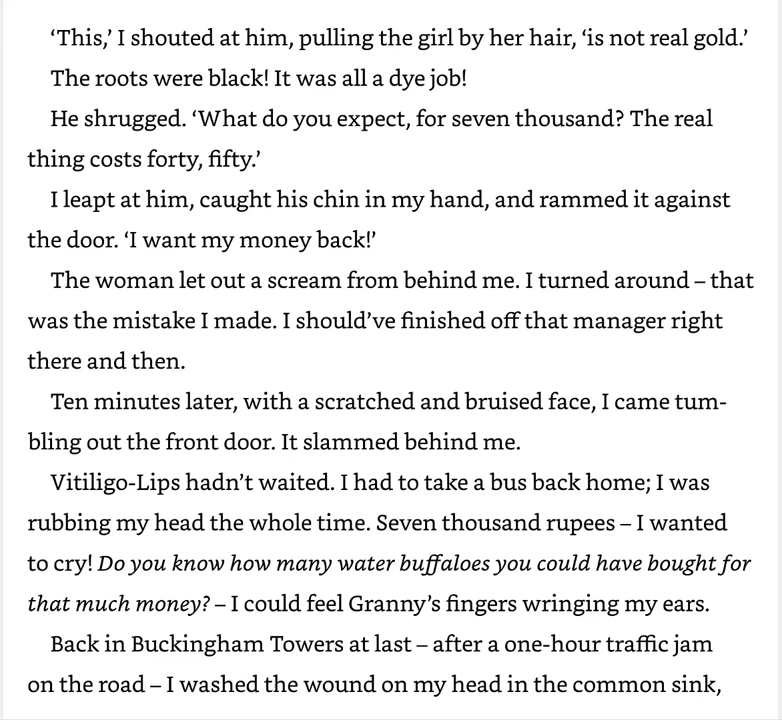 ‘This,’ I shouted at him, pulling the girl by her hair, ‘is not real gold.’
The roots were black! It was all a dye job!
He shrugged. ‘What do you expect, for seven thousand? The real
thing costs forty, fifty.’
I leapt at him, caught his chin in my hand, and rammed it against
the door. ‘I want my money back!’
The woman let out a scream from behind me. I turned around – that
was the mistake I made. I should’ve finished off that manager right
there and then.
Ten minutes later, with a scratched and bruised face, I came tum-
bling out the front door. It slammed behind me.
Vitiligo-Lips hadn’t waited. I had to take a bus back home; I was
rubbing my head the whole time. Seven thousand rupees – I wanted
to cry! Do you know how many water buffaloes you could have bought for
that much money? – I could feel Granny’s fingers wringing my ears.
Back in Buckingham Towers at last – after a one-hour traffic jam
on the road – I washed the wound on my head in the common sink,